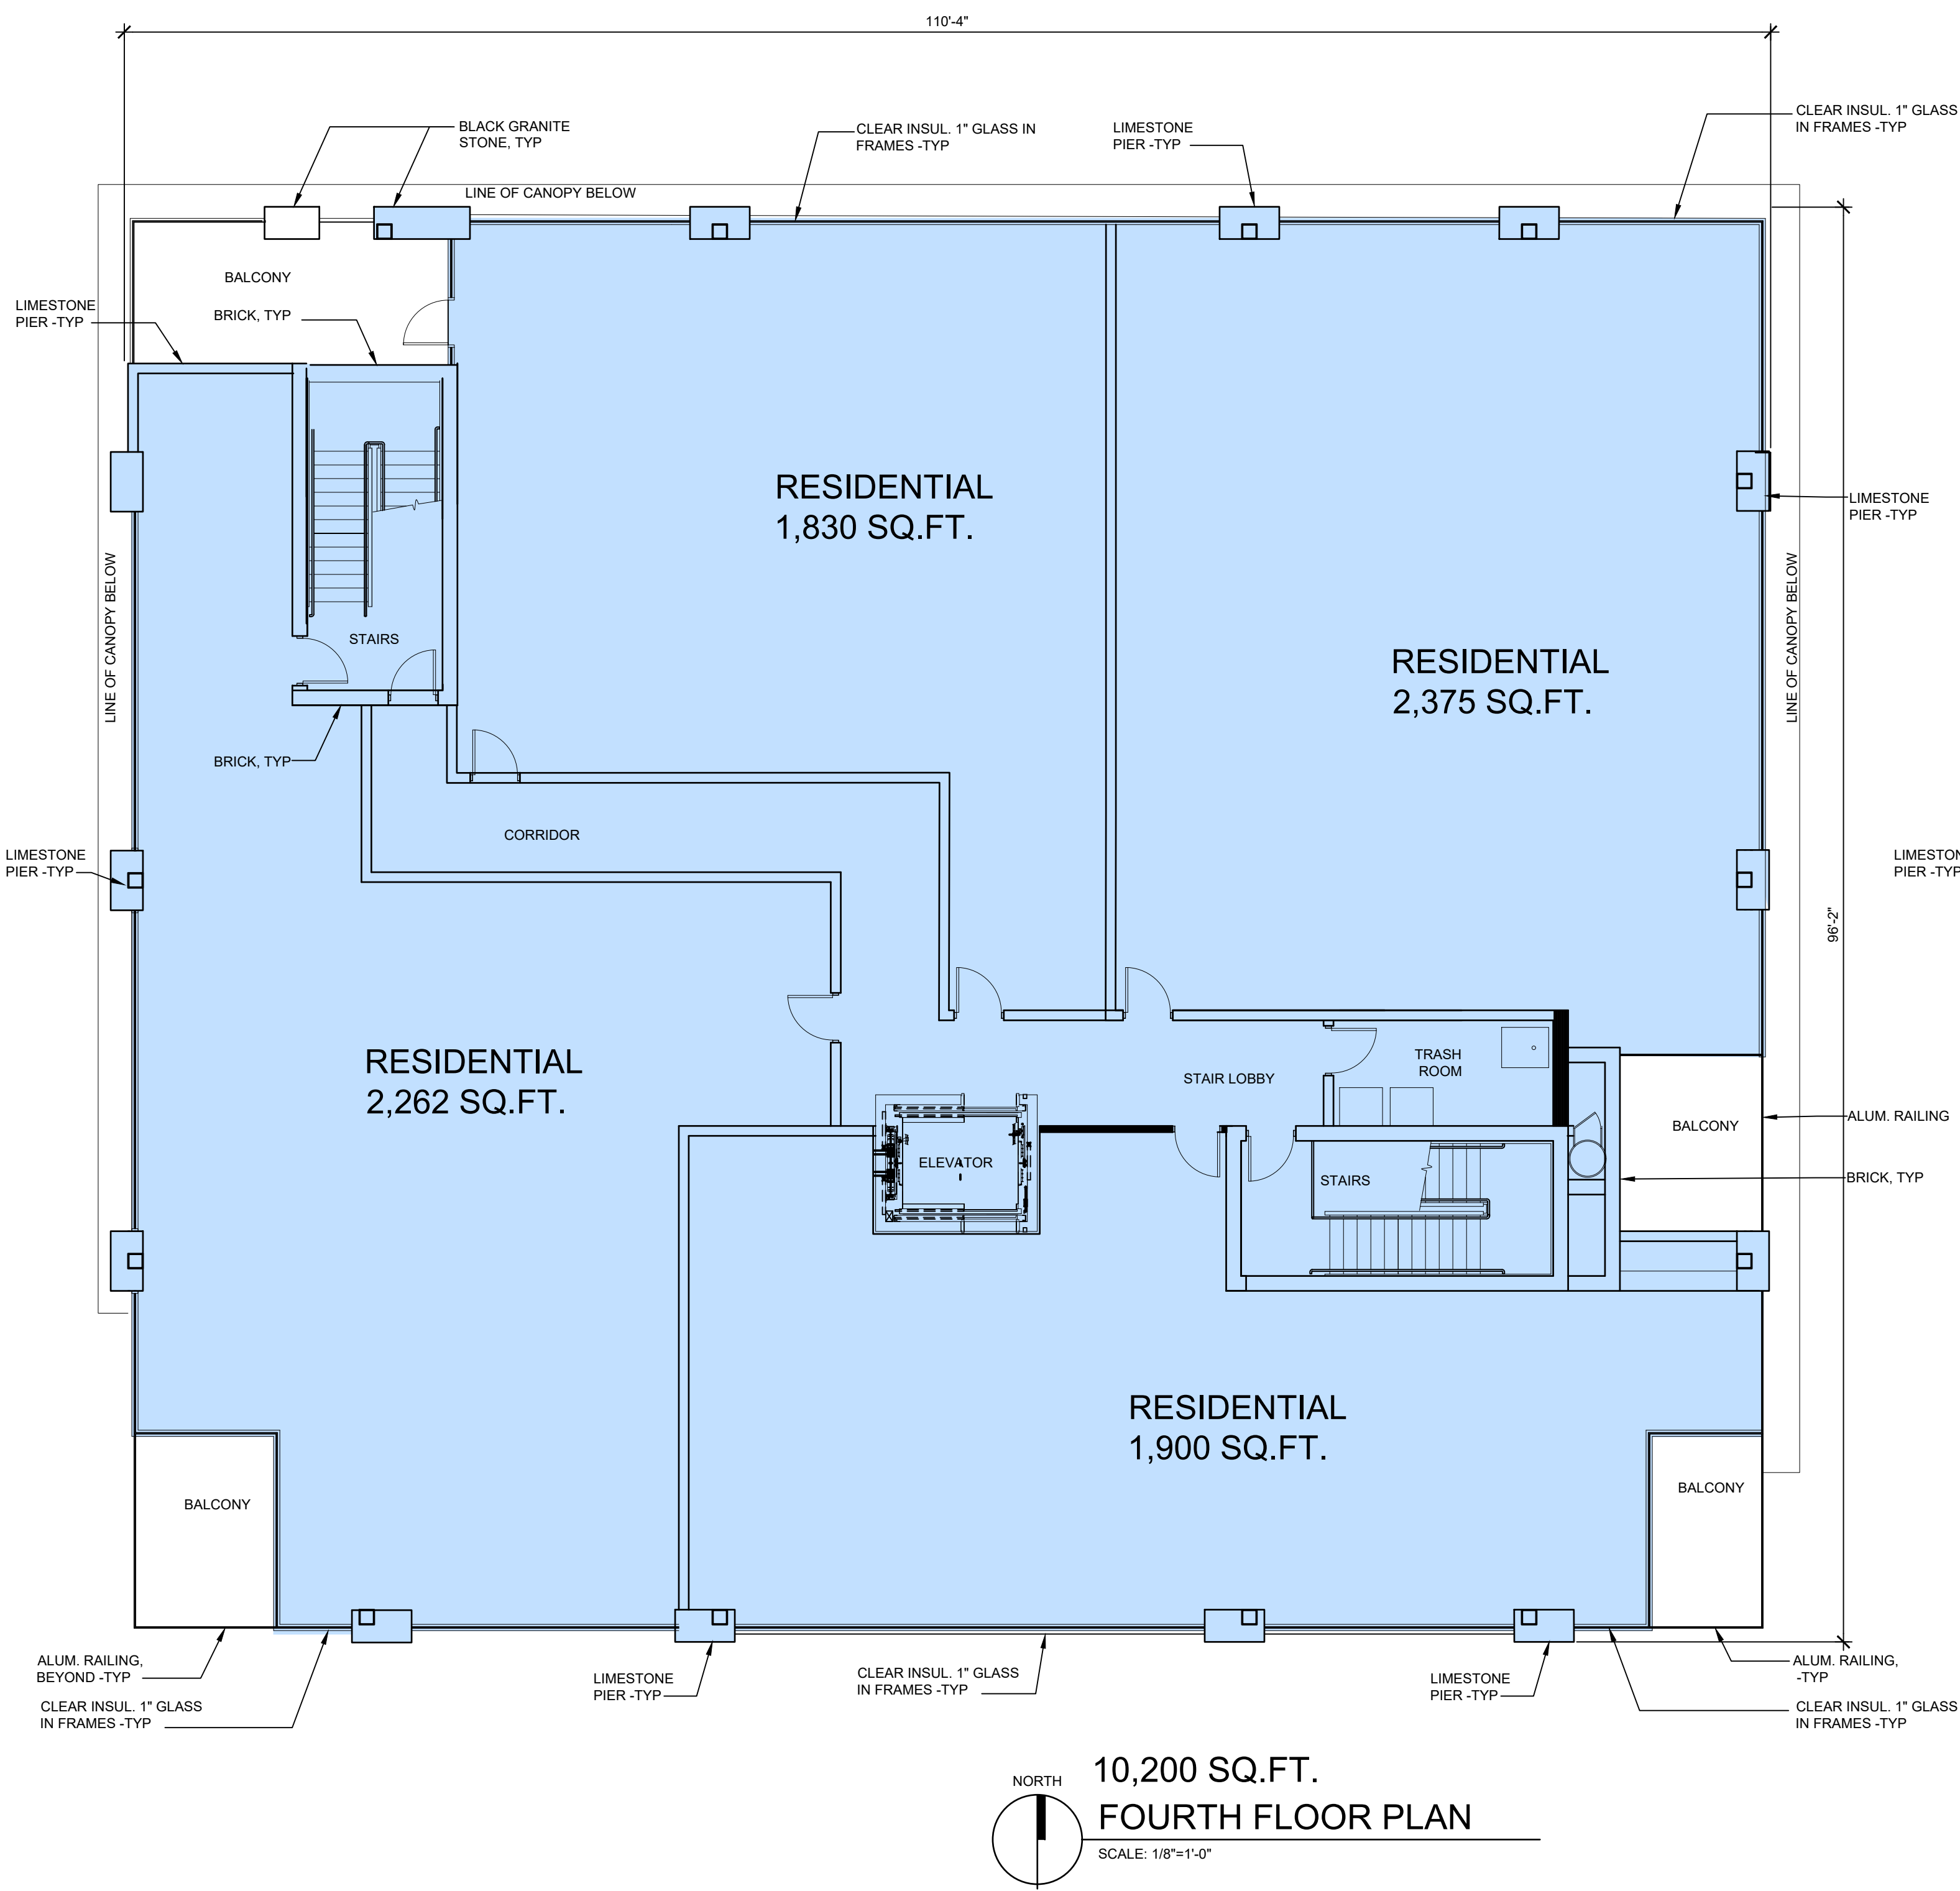 110'-4"
BLACK GRANITE
STONE, TYP
CLEAR INSUL. 1" GLASS IN
FRAMES -TYP
LIMESTONE
PIER -TYP
CLEAR INSUL. 1" GLASS
IN FRAMES -TYP
LINE OF CANOPY BELOW
BALCONY
BRICK, TYP
LIMESTONE
PIER -TYP
RESIDENTIAL
1,830 SQ.FT.
LIMESTONE
PIER -TYP
LINE OF CANOPY BELOW
STAIRS
LINE OF CANOPY BELOW
RESIDENTIAL
2,375 SQ.FT.
BRICK, TYP
CORRIDOR
LIMESTONE
PIER -TYP
LIMESTON
PIER -TYP
96'-2"
RESIDENTIAL
2,262 SQ.FT.
STAIR LOBBY
TRASH
ROOM
BALCONY
ALUM. RAILING
ELEVATOR
STAIRS
BRICK, TYP
RESIDENTIAL
1,900 SQ.FT.
BALCONY
BALCONY
ALUM. RAILING,
BEYOND -TYP
CLEAR INSUL. 1" GLASS
IN FRAMES -TYP
LIMESTONE
PIER -TYP
CLEAR INSUL. 1" GLASS
IN FRAMES -TYP
LIMESTONE
PIER -TYP
ALUM. RAILING,
-TYP
CLEAR INSUL. 1" GLASS
IN FRAMES -TYP
NORTH
10,200 SQ.FT.
FOURTH FLOOR PLAN
SCALE: 1/8"=1'-0"